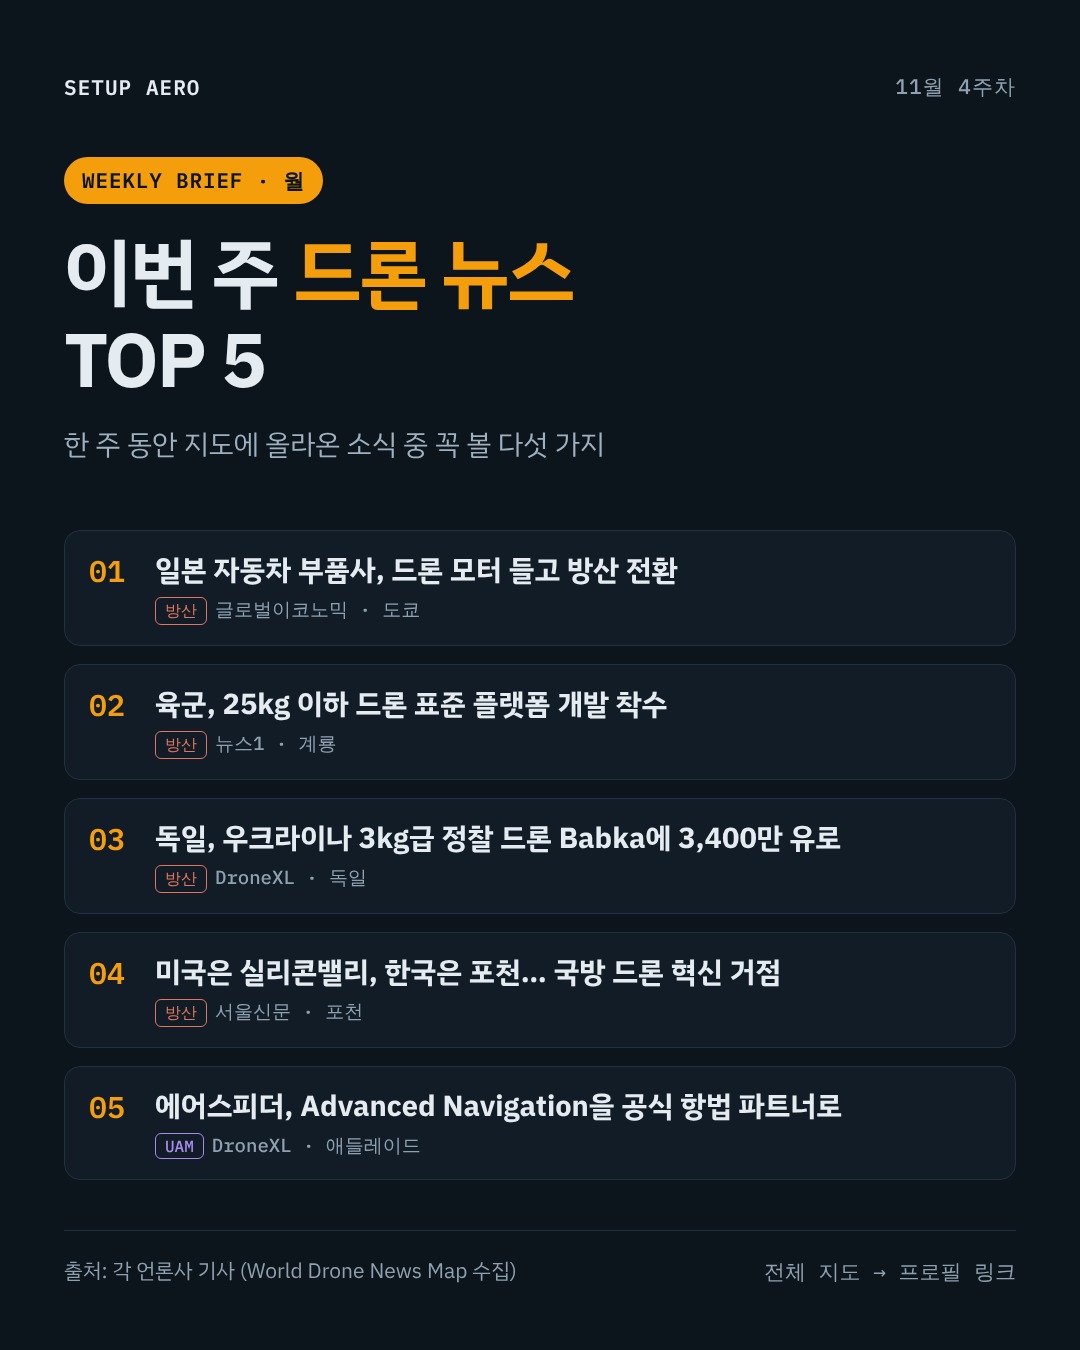 SETUP AERO
11월 4주차
WEEKLY BRIEF · 월
이번 주 드론 뉴스
TOP 5
한 주 동안 지도에 올라온 소식 중 꼭 볼 다섯 가지
01 일본 자동차 부품사, 드론 모터 들고 방산 전환
방산 글로벌이코노믹 · 도쿄
02 육군, 25kg 이하 드론 표준 플랫폼 개발 착수
방산 뉴스1 · 계룡
03 독일, 우크라이나 3kg급 정찰 드론 Babka에 3,400만 유로
방산 DroneXL · 독일
04 미국은 실리콘밸리, 한국은 포천... 국방 드론 혁신 거점
방산 서울신문 · 포천
05 에어스피더, Advanced Navigation을 공식 항법 파트너로
UAM DroneXL · 애들레이드
출처: 각 언론사 기사 (World Drone News Map 수집)
전체 지도 → 프로필 링크